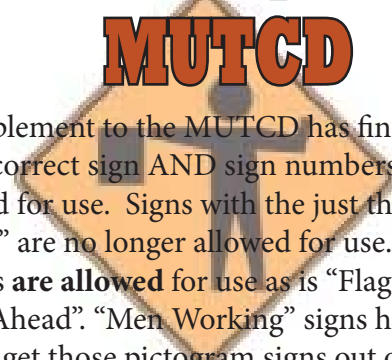 MUTCD
plement to the MUTCD has fin
correct sign AND sign numbers
d for use. Signs with the just th
” are no longer allowed for use.
s are allowed for use as is “Flag
Ahead”. “Men Working” signs h
get those pictogram signs out